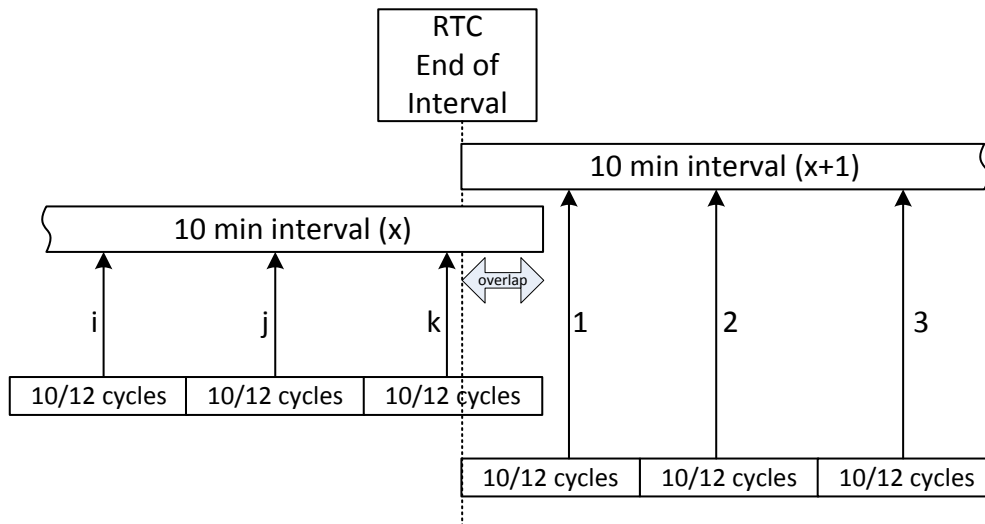 RTC
End of
Interval
10 min interval (x+1)
10 min interval (x)
overlap
i
j
k
1
2
3
10/12 cycles
10/12 cycles
10/12 cycles
10/12 cycles
10/12 cycles
10/12 cycles